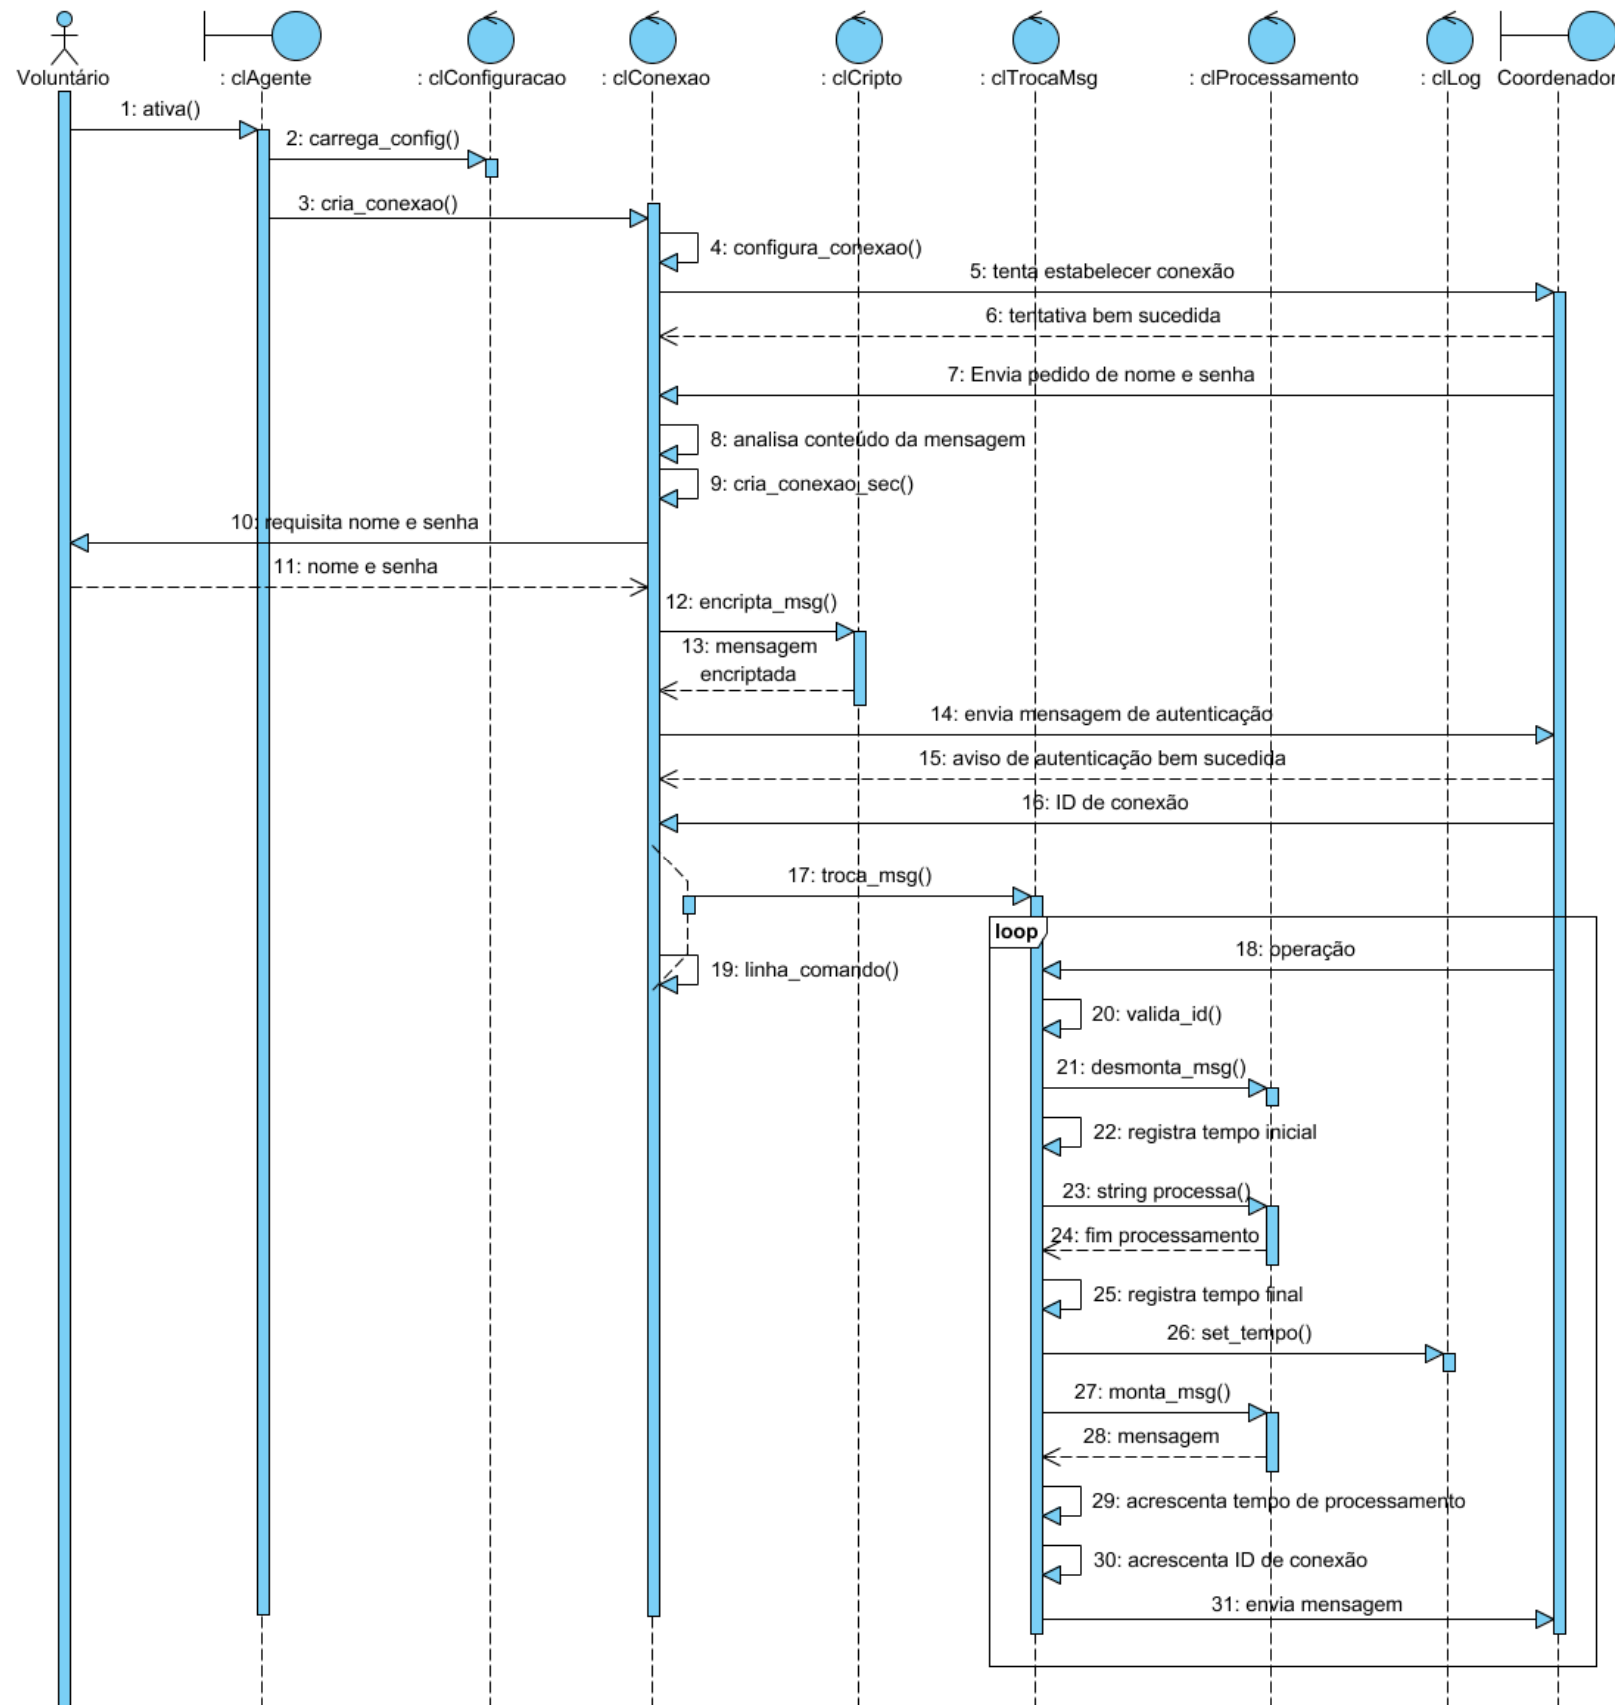 Voluntário
: clAgente
: clConfiguracao
: clConexao
: clCripto
: clTrocaMsg
: clProcessamento
: clLog
Coordenador
1: ativa()
2: carrega_config()
3: cria_conexao()
4: configura_conexao()
5: tenta estabelecer conexão
6: tentativa bem sucedida
7: Envia pedido de nome e senha
8: analisa conteúdo da mensagem
9: cria_conexao_sec()
10: requisita nome e senha
11: nome e senha
12: encripta_msg()
13: mensagem
encriptada
14: envia mensagem de autenticação
15: aviso de autenticação bem sucedida
16: ID de conexão
17: troca_msg()
loop
18: operação
19: linha_comando()
20: valida_id()
21: desmonta_msg()
22: registra tempo inicial
23: string processa()
24: fim processamento
25: registra tempo final
26: set_tempo()
27: monta_msg()
28: mensagem
29: acrescenta tempo de processamento
30: acrescenta ID de conexão
31: envia mensagem